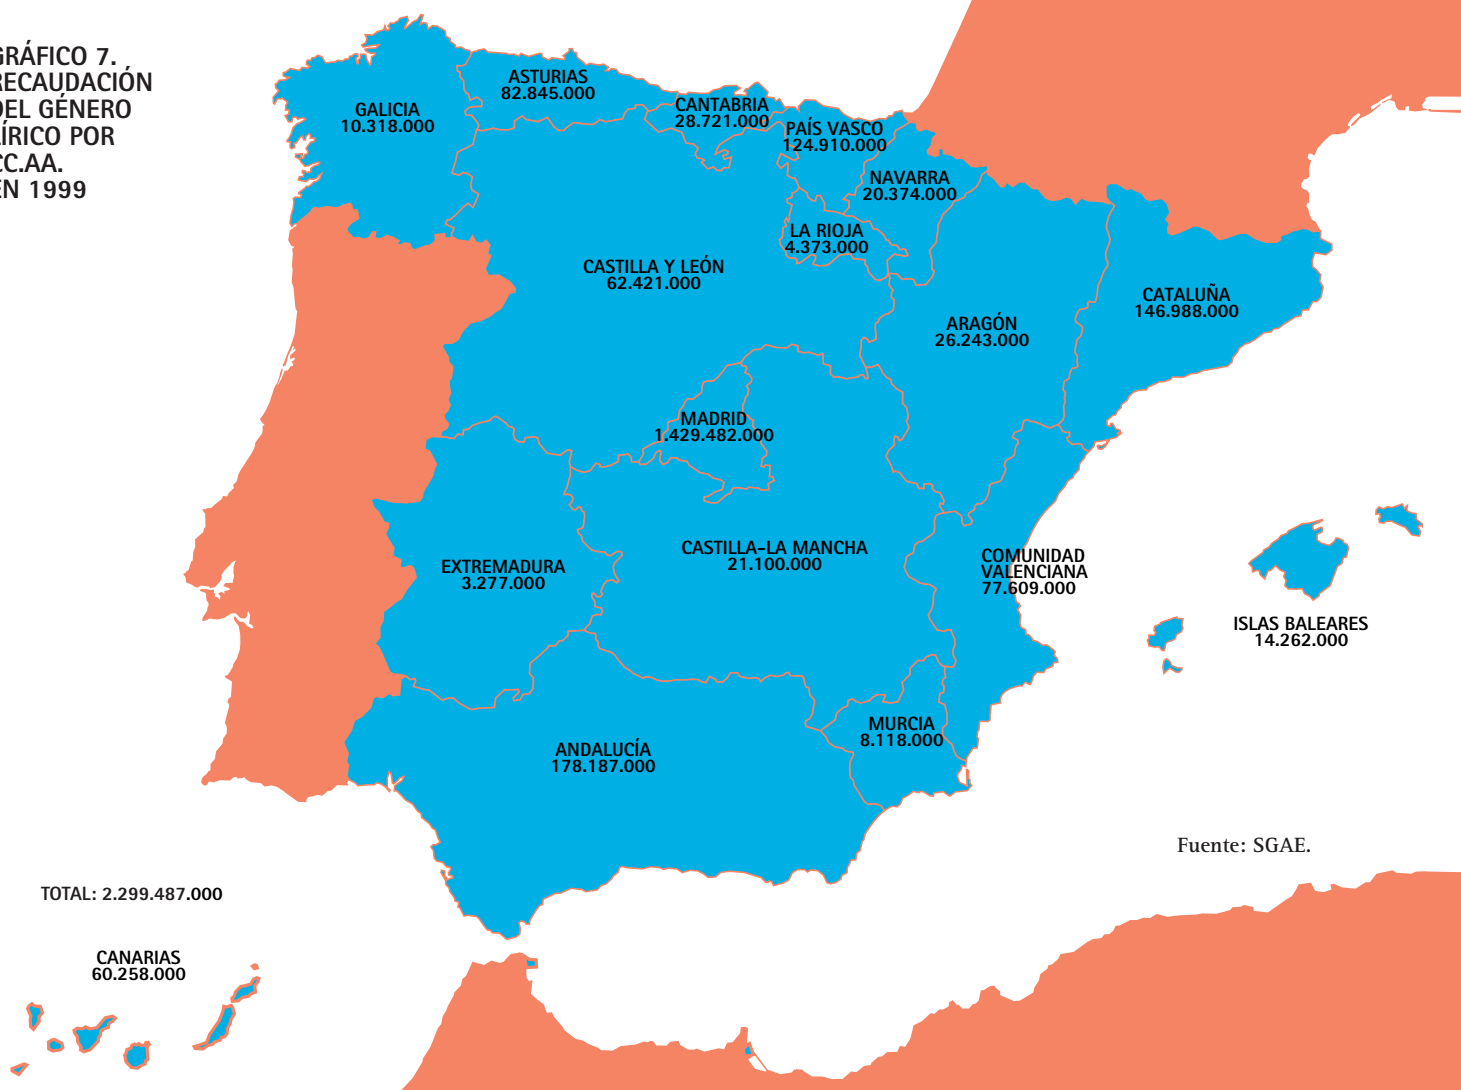 GRÁFICO 7.
RECAUDACIÓN
DEL GÉNERO
LÍRICO POR
CC.AA.
EN 1999
ASTURIAS
82.845.000
GALICIA
10.318.000
CANTABRIA
28.721.000
PAÍS VASCO
124.910.000
NAVARRA
20.374.000
LA RIOJA
4.373.000
CASTILLA Y LEÓN
62.421.000
CATALUÑA
146.988.000
ARAGÓN
26.243.000
MADRID
1.429.482.000
CASTILLA-LA MANCHA
21.100.000
COMUNIDAD
VALENCIANA
77.609.000
EXTREMADURA
3.277.000
ISLAS BALEARES
14.262.000
MURCIA
8.118.000
ANDALUCÍA
178.187.000
Fuente: SGAE.
TOTAL: 2.299.487.000
CANARIAS
60.258.000